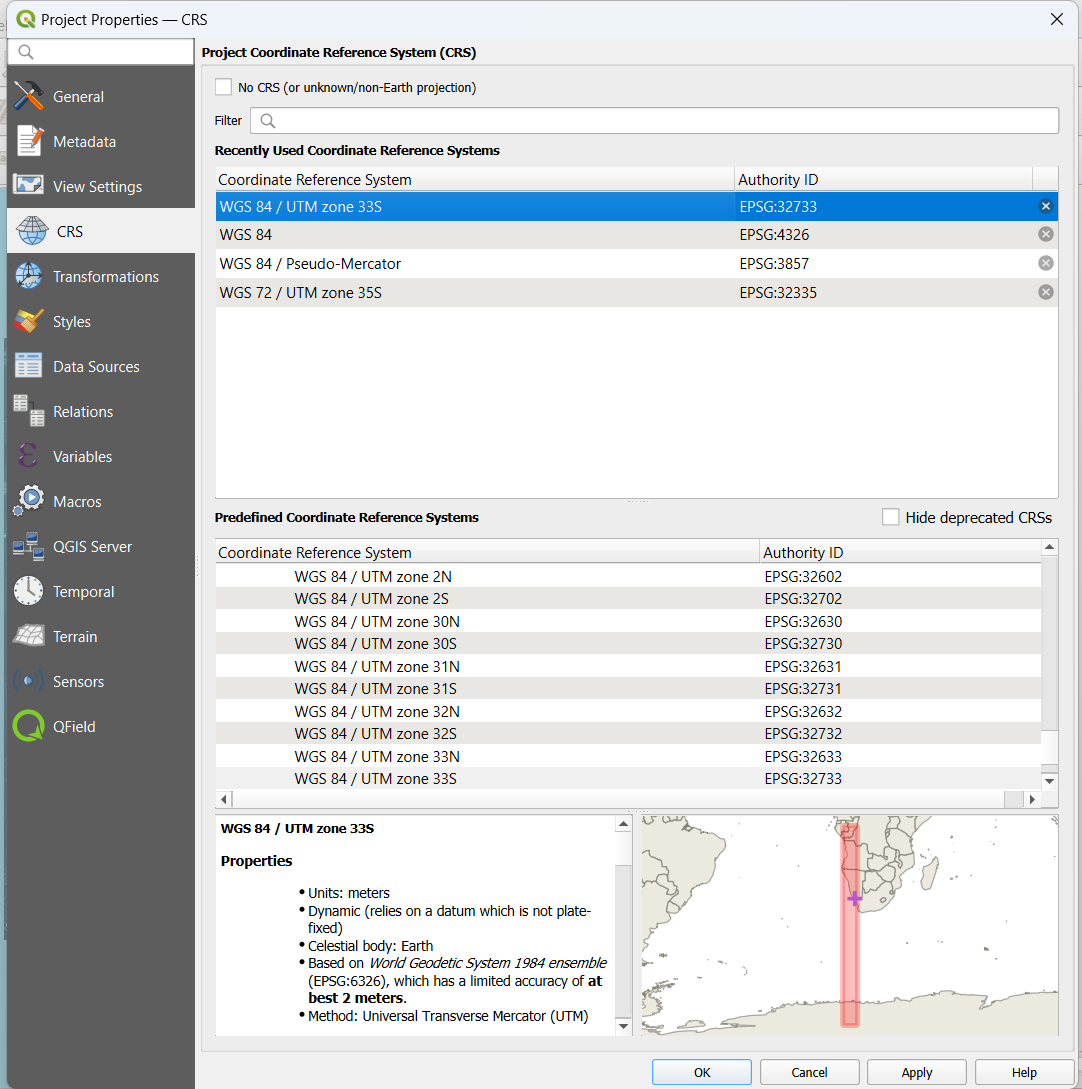 Project Properties — CRS
General
Metadata
View Settings
CRS
Transformations
Styles
Data Sources
Relations
Variables
Macros
QGIS Server
Temporal
Terrain
Sensors
QField
Project Coordinate Reference System (CRS)
No CRS (or unknown/non-Earth projection)
Filter
Recently Used Coordinate Reference Systems
Coordinate Reference System Authority ID
WGS 84 / UTM zone 33S EPSG:32733
WGS 84 EPSG:4326
WGS 84 / Pseudo-Mercator EPSG:3857
WGS 72 / UTM zone 35S EPSG:32335
Predefined Coordinate Reference Systems Hide deprecated CRSs
Coordinate Reference System Authority ID
WGS 84 / UTM zone 2N EPSG:32602
WGS 84 / UTM zone 2S EPSG:32702
WGS 84 / UTM zone 30N EPSG:32630
WGS 84 / UTM zone 30S EPSG:32730
WGS 84 / UTM zone 31N EPSG:32631
WGS 84 / UTM zone 31S EPSG:32731
WGS 84 / UTM zone 32N EPSG:32632
WGS 84 / UTM zone 32S EPSG:32732
WGS 84 / UTM zone 33N EPSG:32633
WGS 84 / UTM zone 33S EPSG:32733
WGS 84 / UTM zone 33S
Properties
• Units: meters
• Dynamic (relies on a datum which is not plate-
fixed)
• Celestial body: Earth
• Based on World Geodetic System 1984 ensemble
(EPSG:6326), which has a limited accuracy of at
best 2 meters.
• Method: Universal Transverse Mercator (UTM)
OK Cancel Apply Help